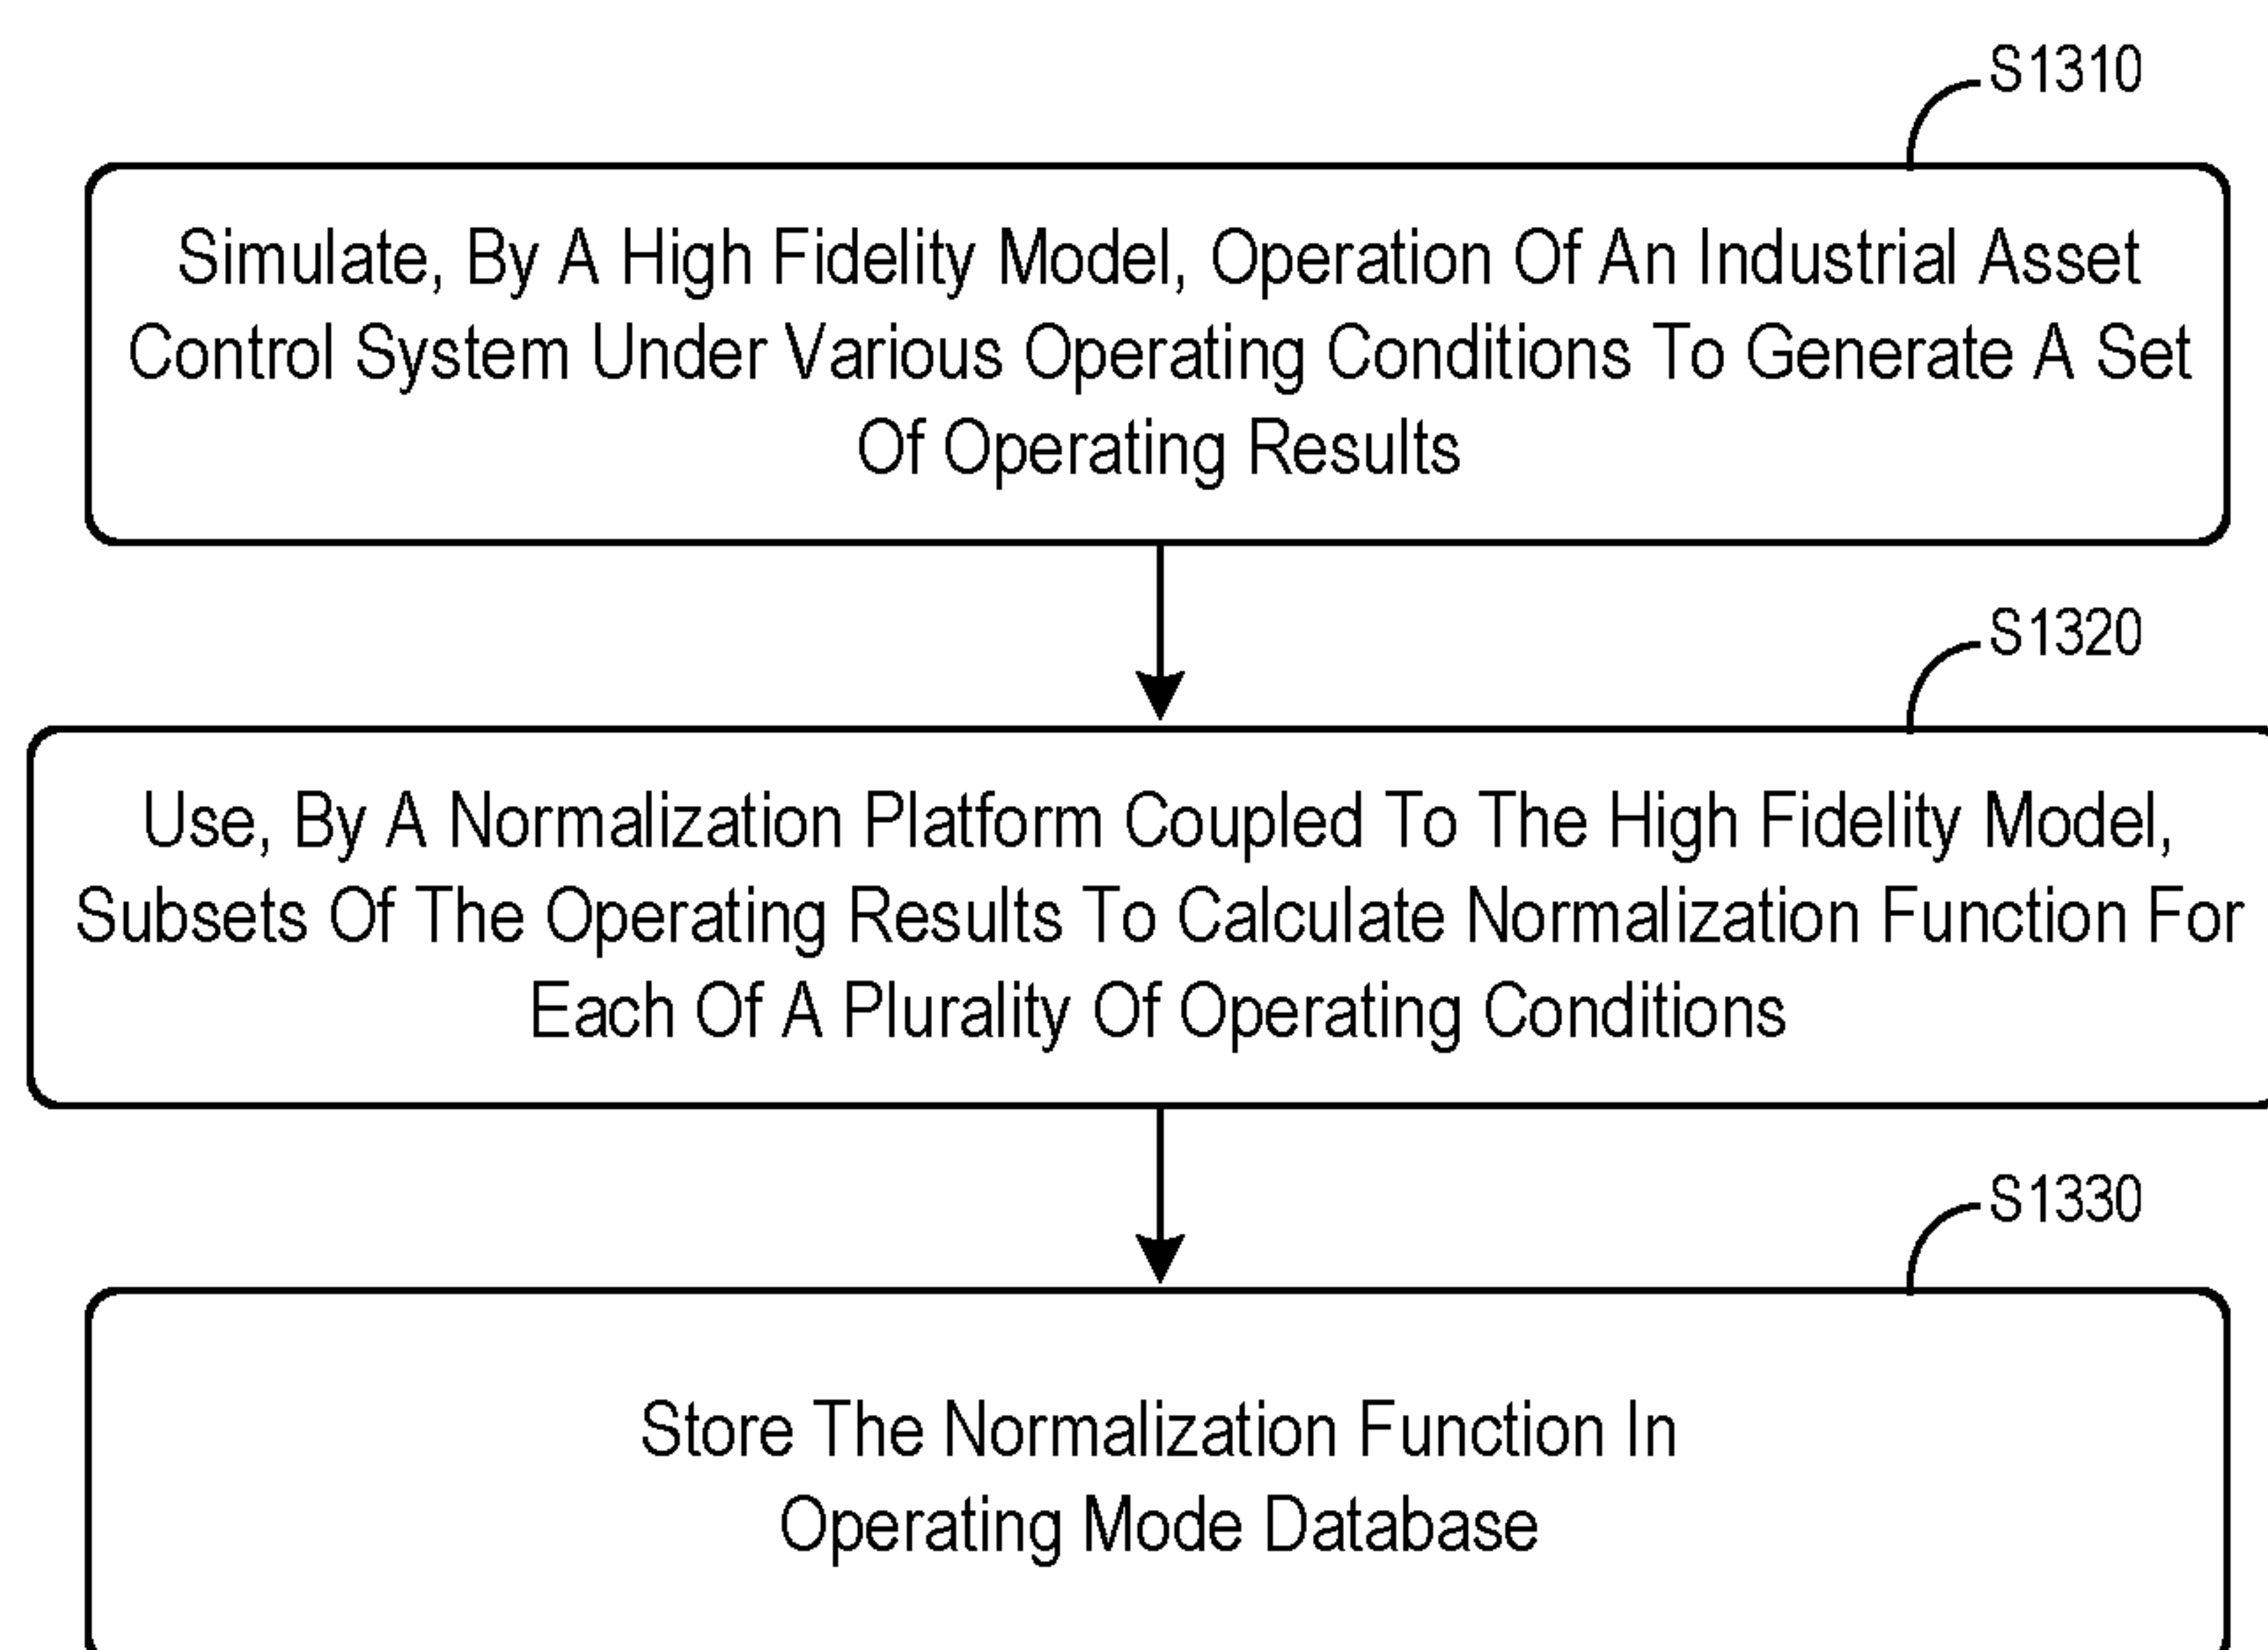 S1310
Simulate, By A High Fidelity Model, Operation Of An Industrial Asset
Control System Under Various Operating Conditions To Generate A Set
Of Operating Results
S1320
Use, By A Normalization Platform Coupled To The High Fidelity Model,
Subsets Of The Operating Results To Calculate Normalization Function For
Each Of A Plurality Of Operating Conditions
S1330
Store The Normalization Function In
Operating Mode Database